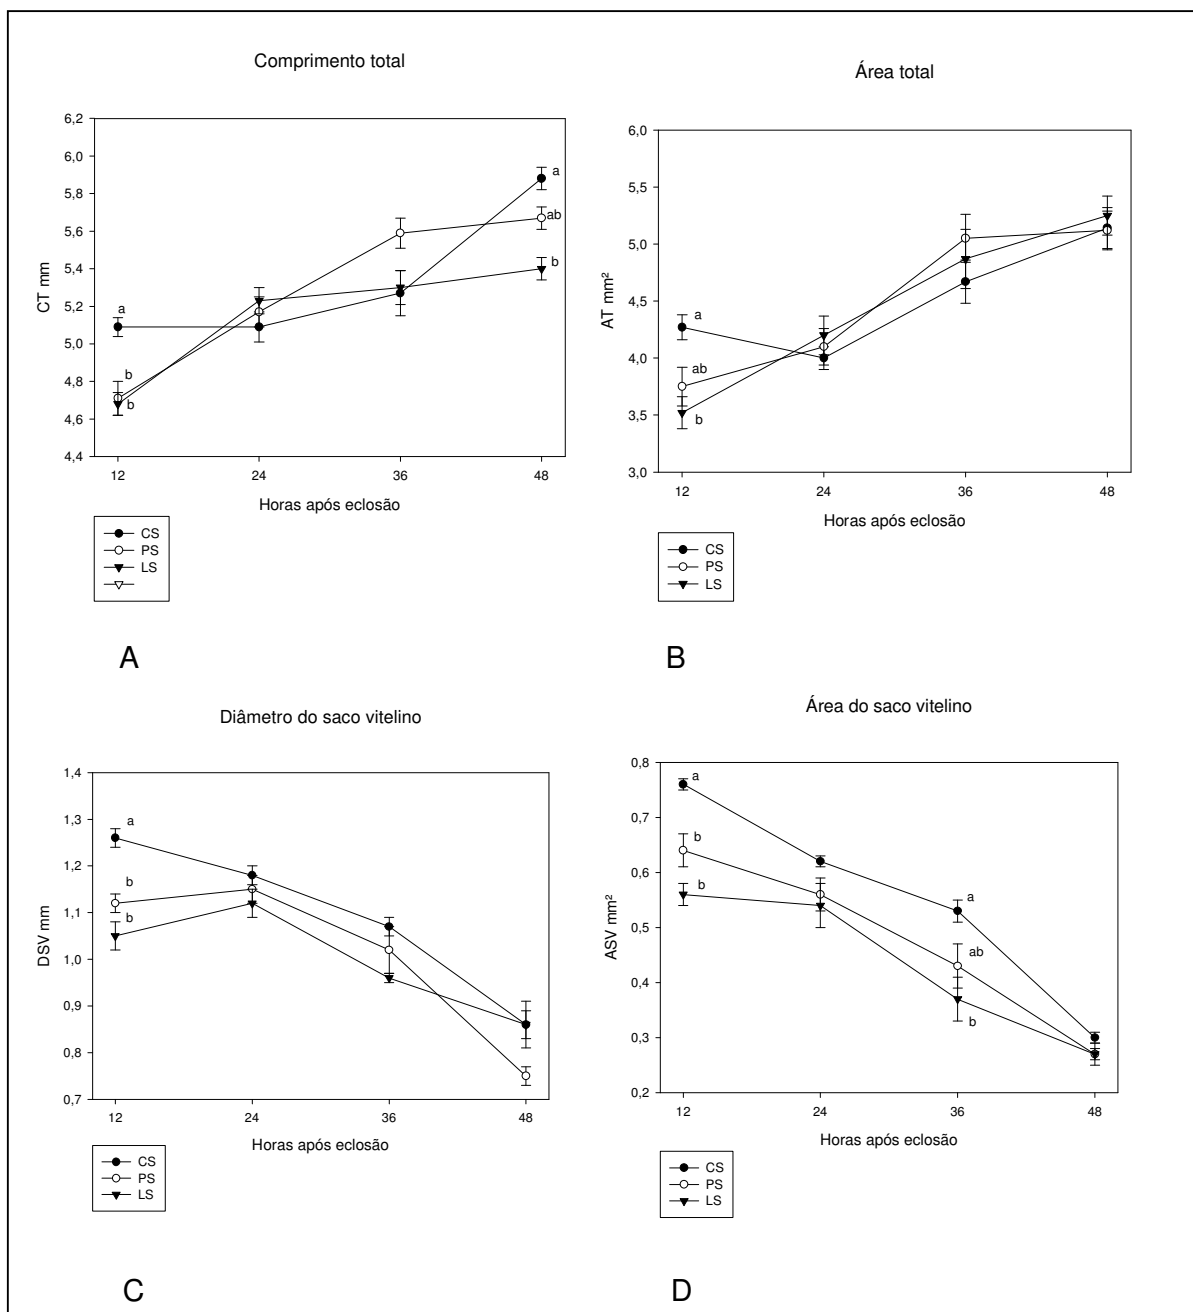 Comprimento total
6,2
6,0
5,8
5,6
5,4
5,2
5,0
4,8
4,6
4,4
CT mm
a
b
b
a
ab
b
12 24 36 48
Horas após eclosão
CS
PS
LS
A
Área total
6,0
5,5
5,0
4,5
4,0
3,5
3,0
AT mm²
a
ab
b
12 24 36 48
Horas após eclosão
CS
PS
LS
B
Diâmetro do saco vitelino
1,4
1,3
1,2
1,1
1,0
0,9
0,8
0,7
DSV mm
a
b
b
12 24 36 48
Horas após eclosão
CS
PS
LS
C
Área do saco vitelino
0,8
0,7
0,6
0,5
0,4
0,3
0,2
ASV mm²
a
b
b
a
ab
b
12 24 36 48
Horas após eclosão
CS
PS
LS
D